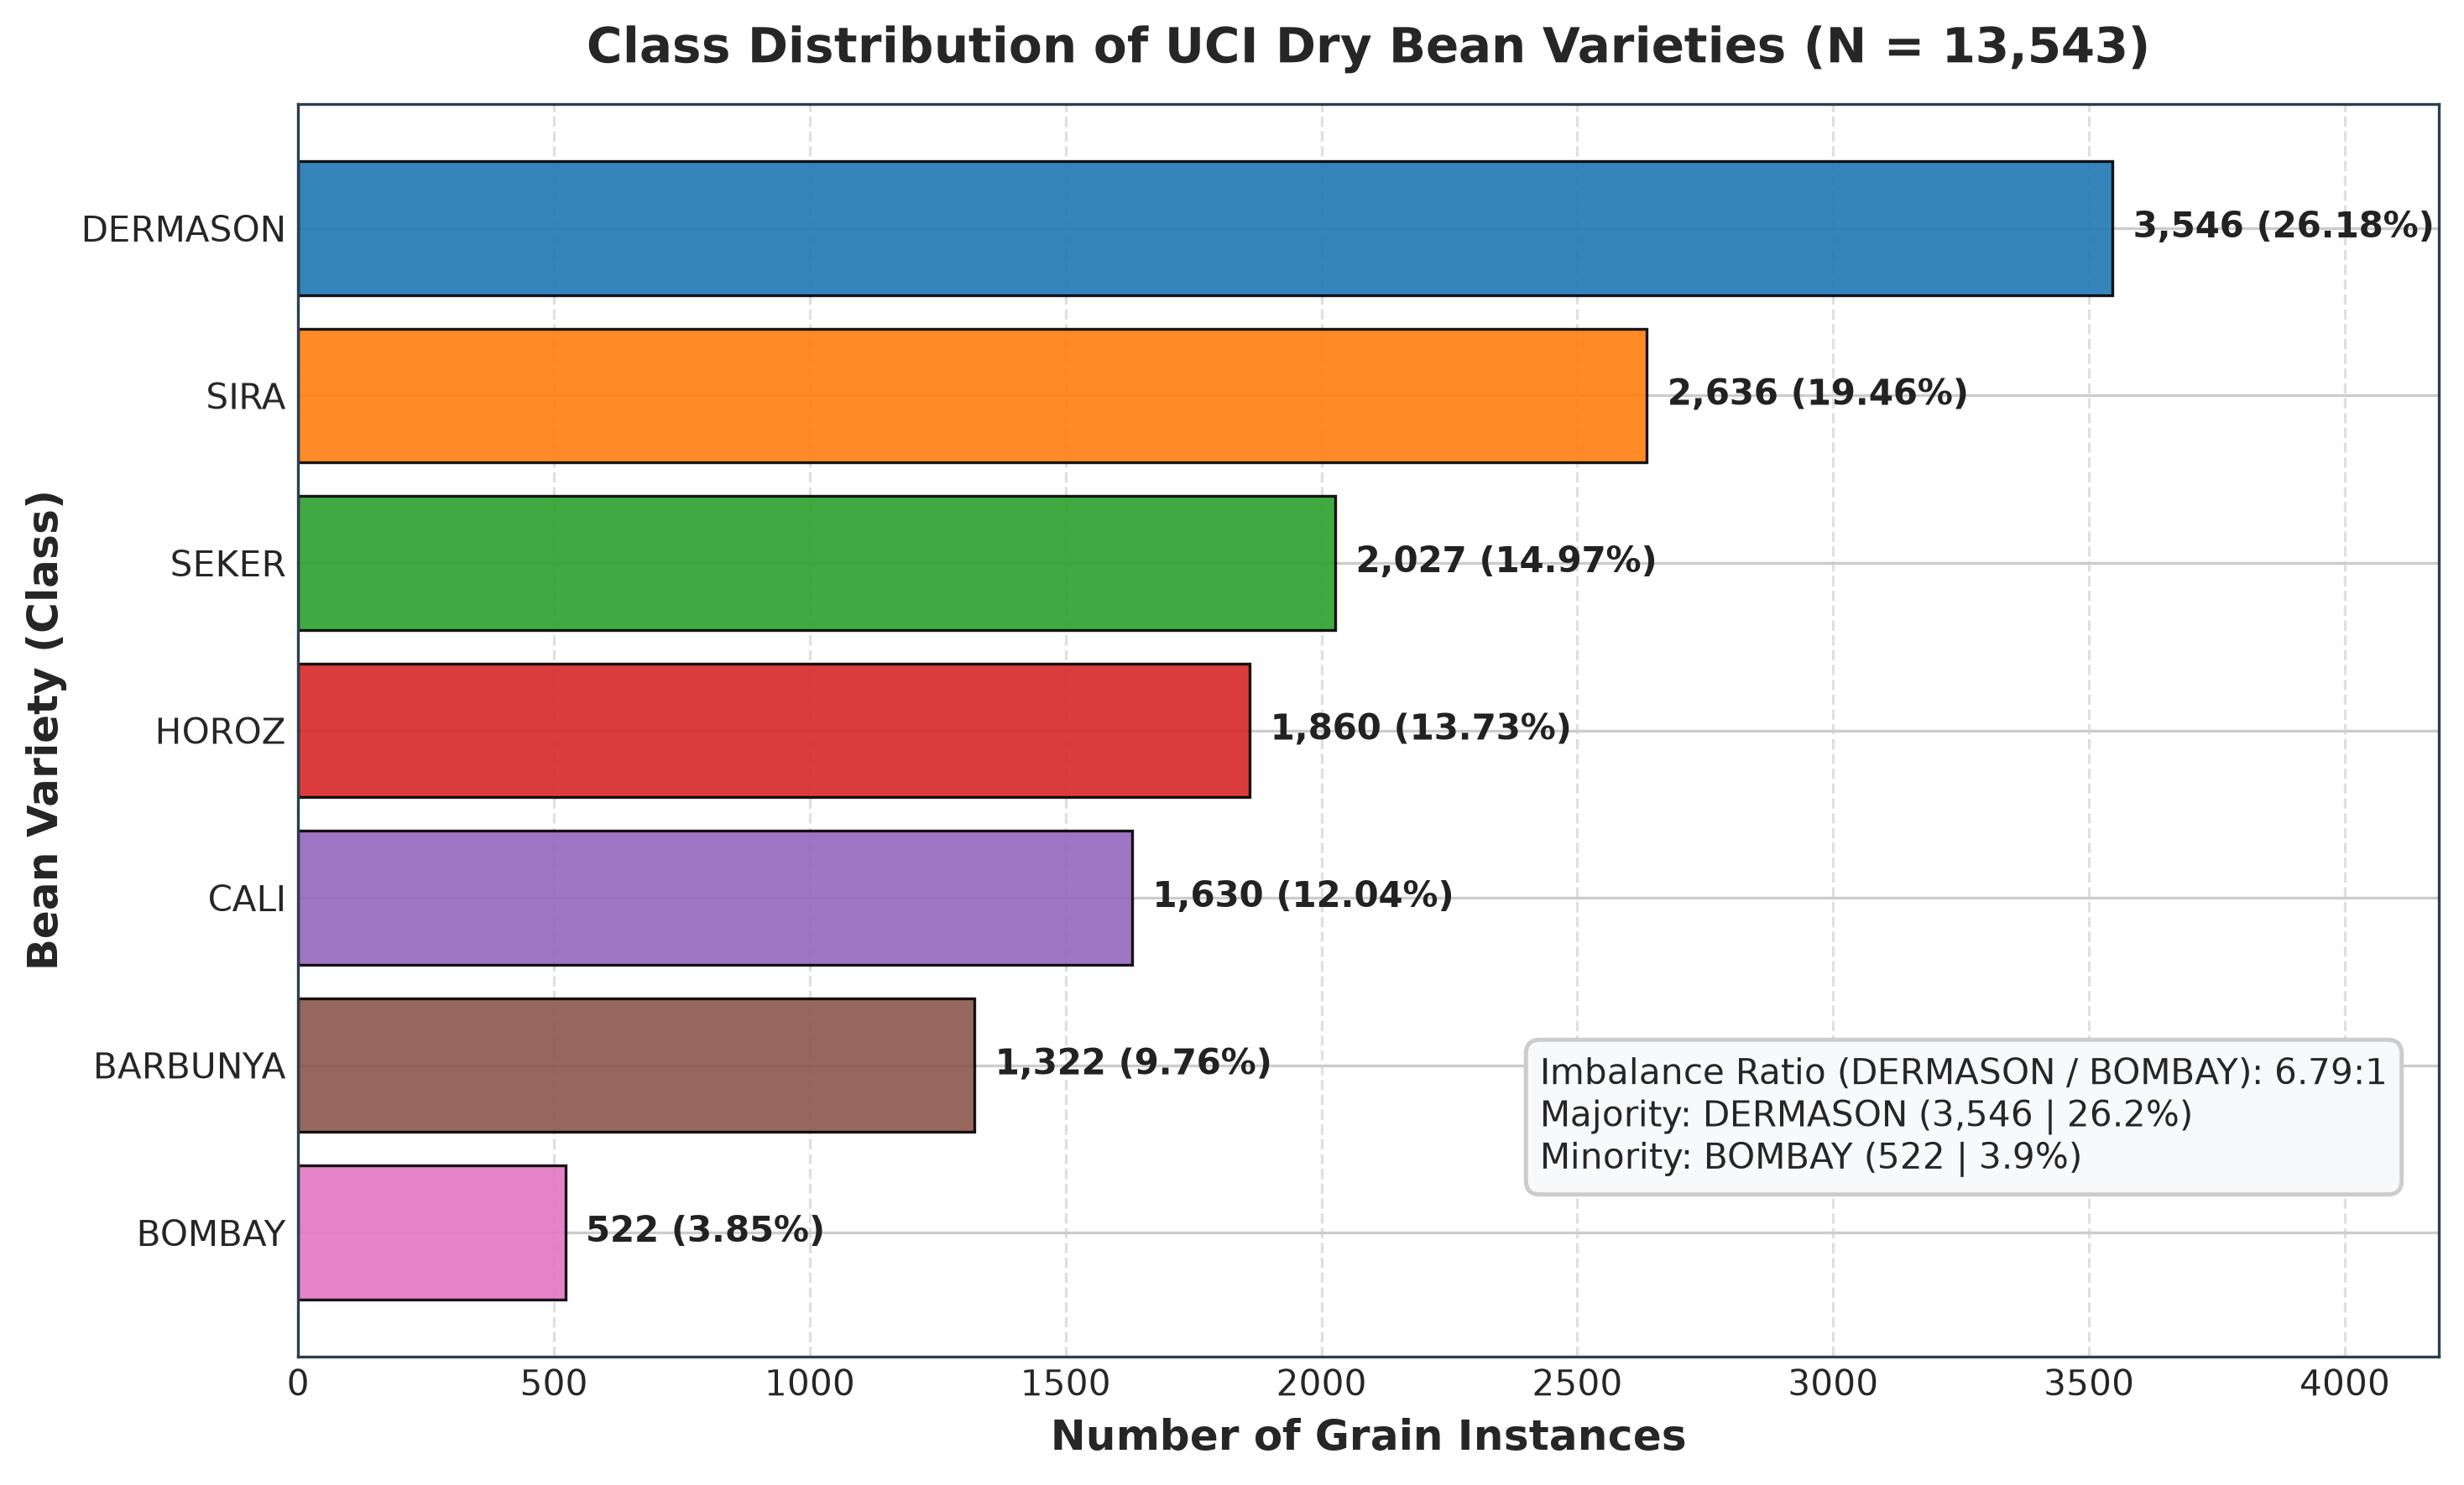 Class Distribution of UCI Dry Bean Varieties (N = 13,543)
Bean Variety (Class)
DERMASON
3,546 (26.18%)
SIRA
2,636 (19.46%)
SEKER
2,027 (14.97%)
HOROZ
1,860 (13.73%)
CALI
1,630 (12.04%)
BARBUNYA
1,322 (9.76%)
Imbalance Ratio (DERMASON / BOMBAY): 6.79:1
Majority: DERMASON (3,546 | 26.2%)
Minority: BOMBAY (522 | 3.9%)
BOMBAY
522 (3.85%)
0 500 1000 1500 2000 2500 3000 3500 4000
Number of Grain Instances